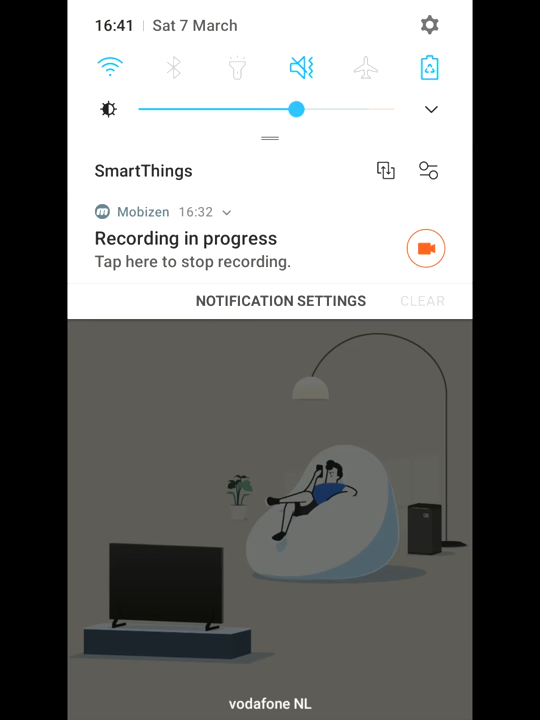 16:41 | Sat 7 March
SmartThings
Mobizen 16:32
Recording in progress
Tap here to stop recording.
NOTIFICATION SETTINGS CLEAR
vodafone NL